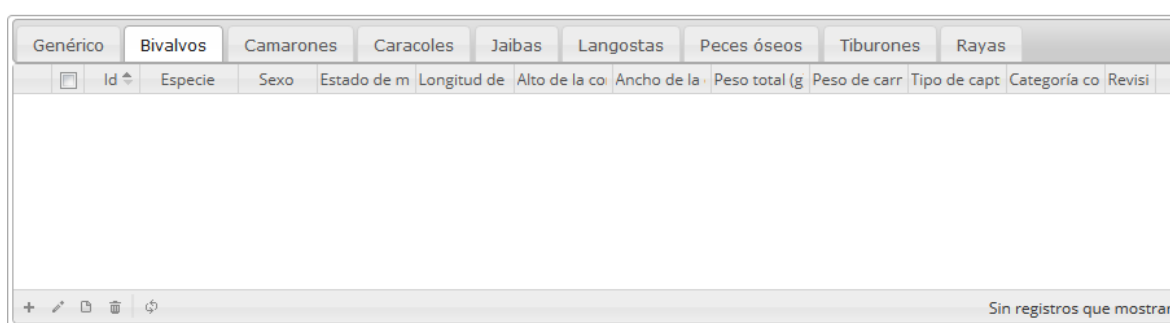 Genérico Bivalvos Camarones Caracoles Jaibas Langostas Peces óseos Tiburones Rayas
Id Especie Sexo Estado de m Longitud de Alto de la co Ancho de la Peso total (g Peso de carr Tipo de capt Categoría co Revisi
Sin registros que mostrar